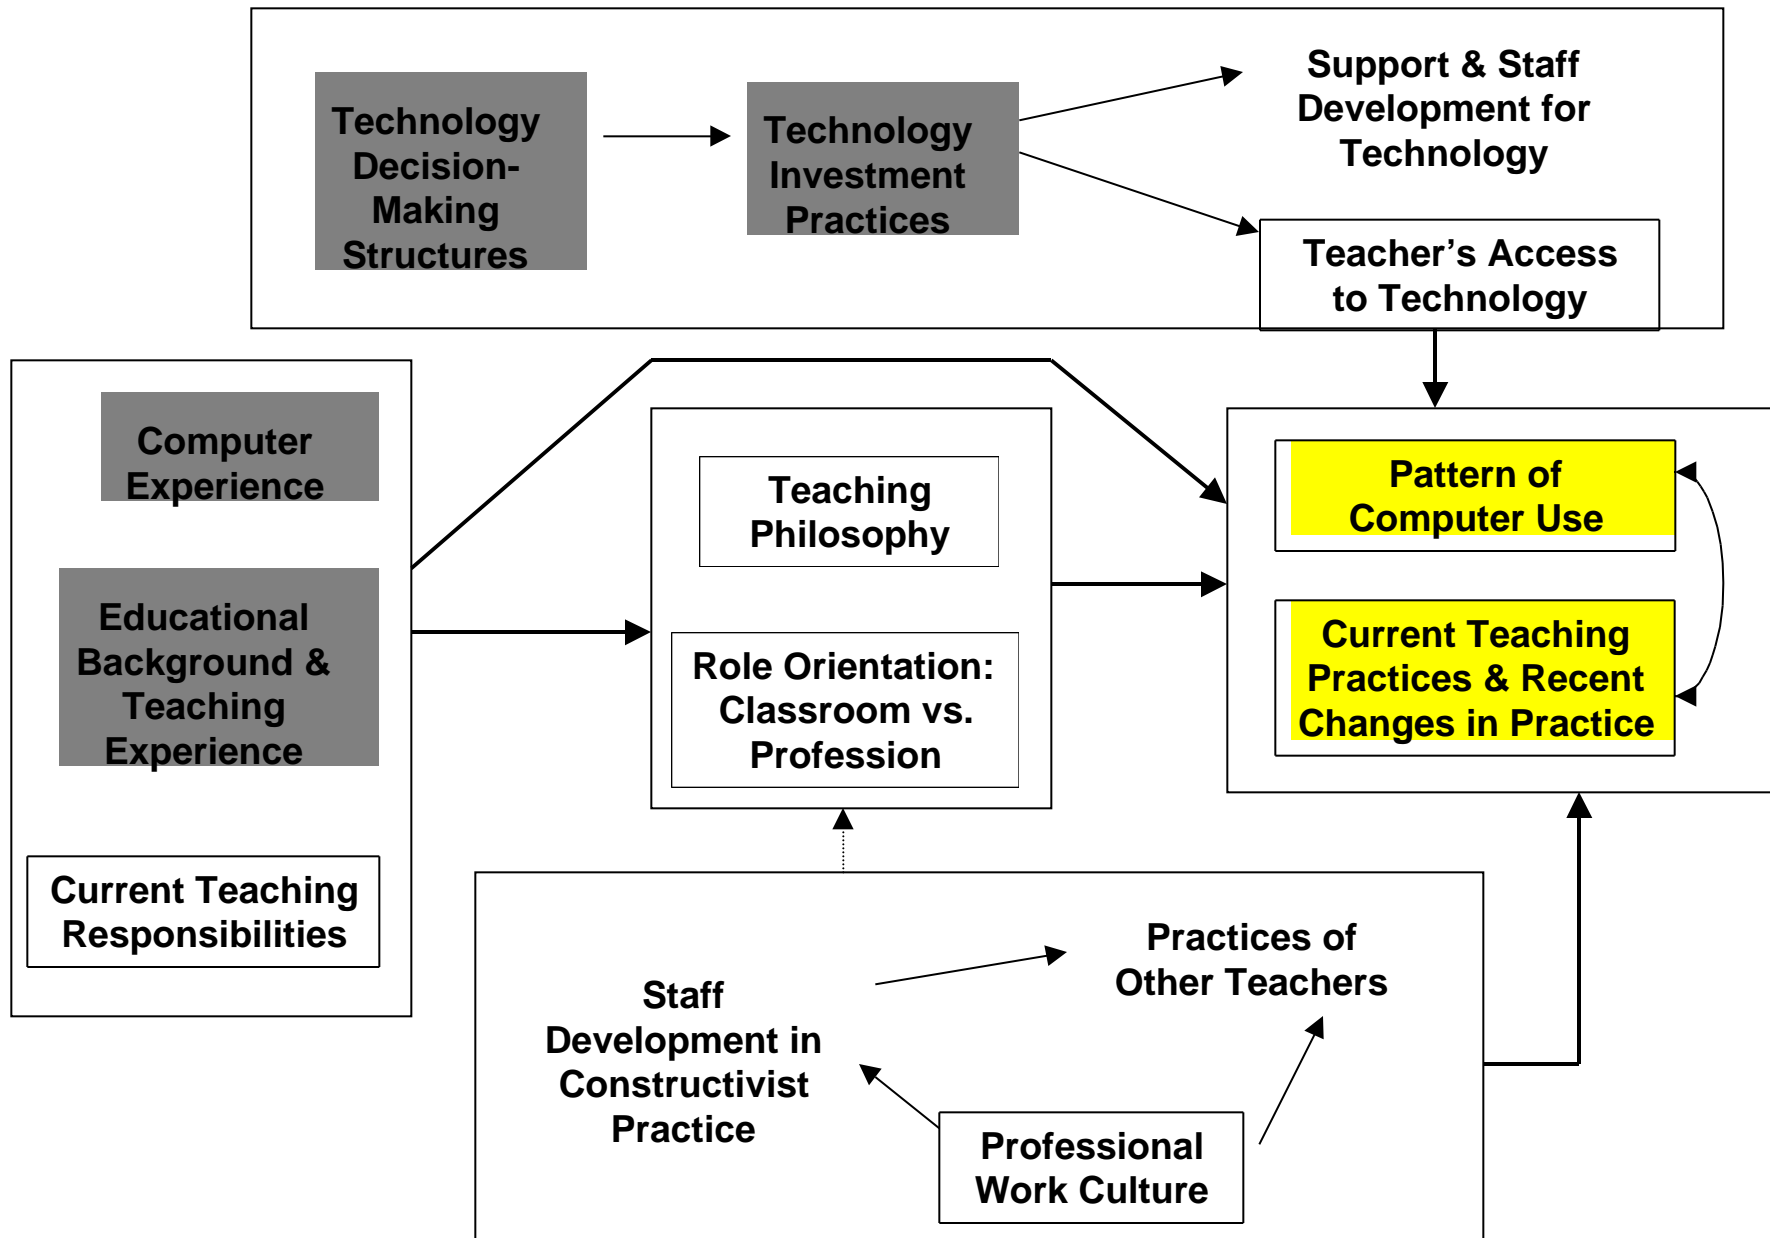 Technology
Decision-
Making
Structures
Technology
Investment
Practices
Support & Staff
Development for
Technology
Teacher’s Access
to Technology
Computer
Experience
Educational
Background &
Teaching
Experience
Current Teaching
Responsibilities
Teaching
Philosophy
Role Orientation:
Classroom vs.
Profession
Pattern of
Computer Use
Current Teaching
Practices & Recent
Changes in Practice
Staff
Development in
Constructivist
Practice
Practices of
Other Teachers
Professional
Work Culture